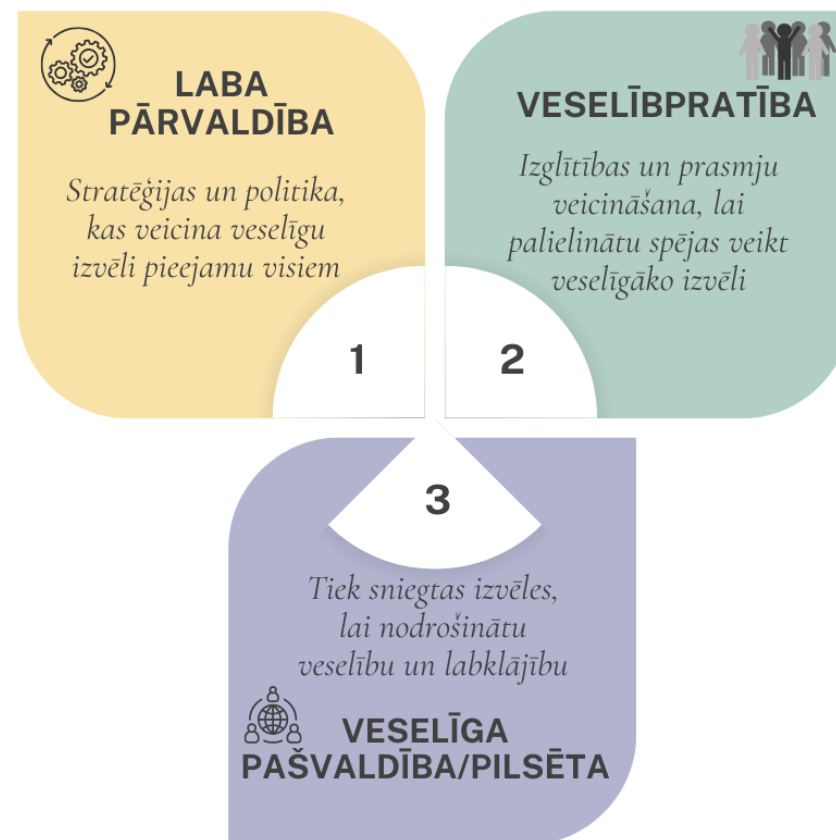 LABA
PĀRVALDĪBA
Stratēģijas un politika,
kas veicina veselīgu
izvēli pieejamu visiem
1
VESELĪBPRATĪBA
Izglītības un prasmju
veicināšana, lai
palielinātu spējas veikt
veselīgāko izvēli
2
3
Tiek sniegtas izvēles,
lai nodrošinātu
veselību un labklājību
VESELĪGA
PAŠVALDĪBA/PILSĒTA